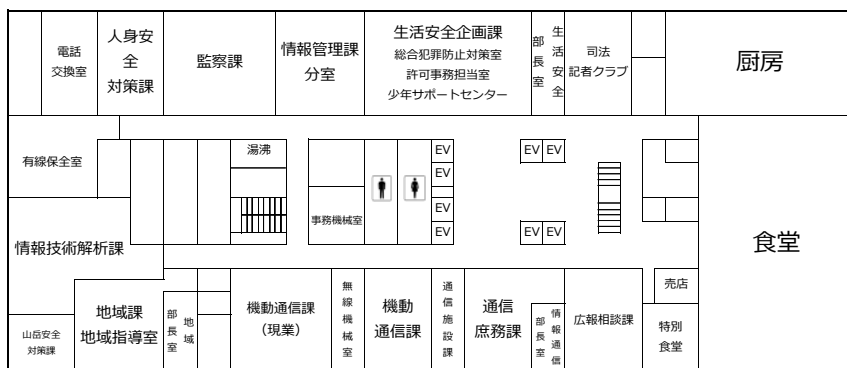 電話
交換室
人身安
全
対策課
監察課
情報管理課
分室
生活安全企画課
総合犯罪防止対策室
許可事務担当室
少年サポートセンター
生活安全
部長室
司法
記者クラブ
厨房
有線保全室
湯沸
事務機械室
EV
EV
EV
EV
EV EV
EV EV
食堂
情報技術解析課
山岳安全
対策課
地域課
地域指導室
地域
部長室
機動通信課
(現業)
無線機械室
機動
通信課
通信施設課
通信
庶務課
情報通信
部長室
広報相談課
売店
特別
食堂